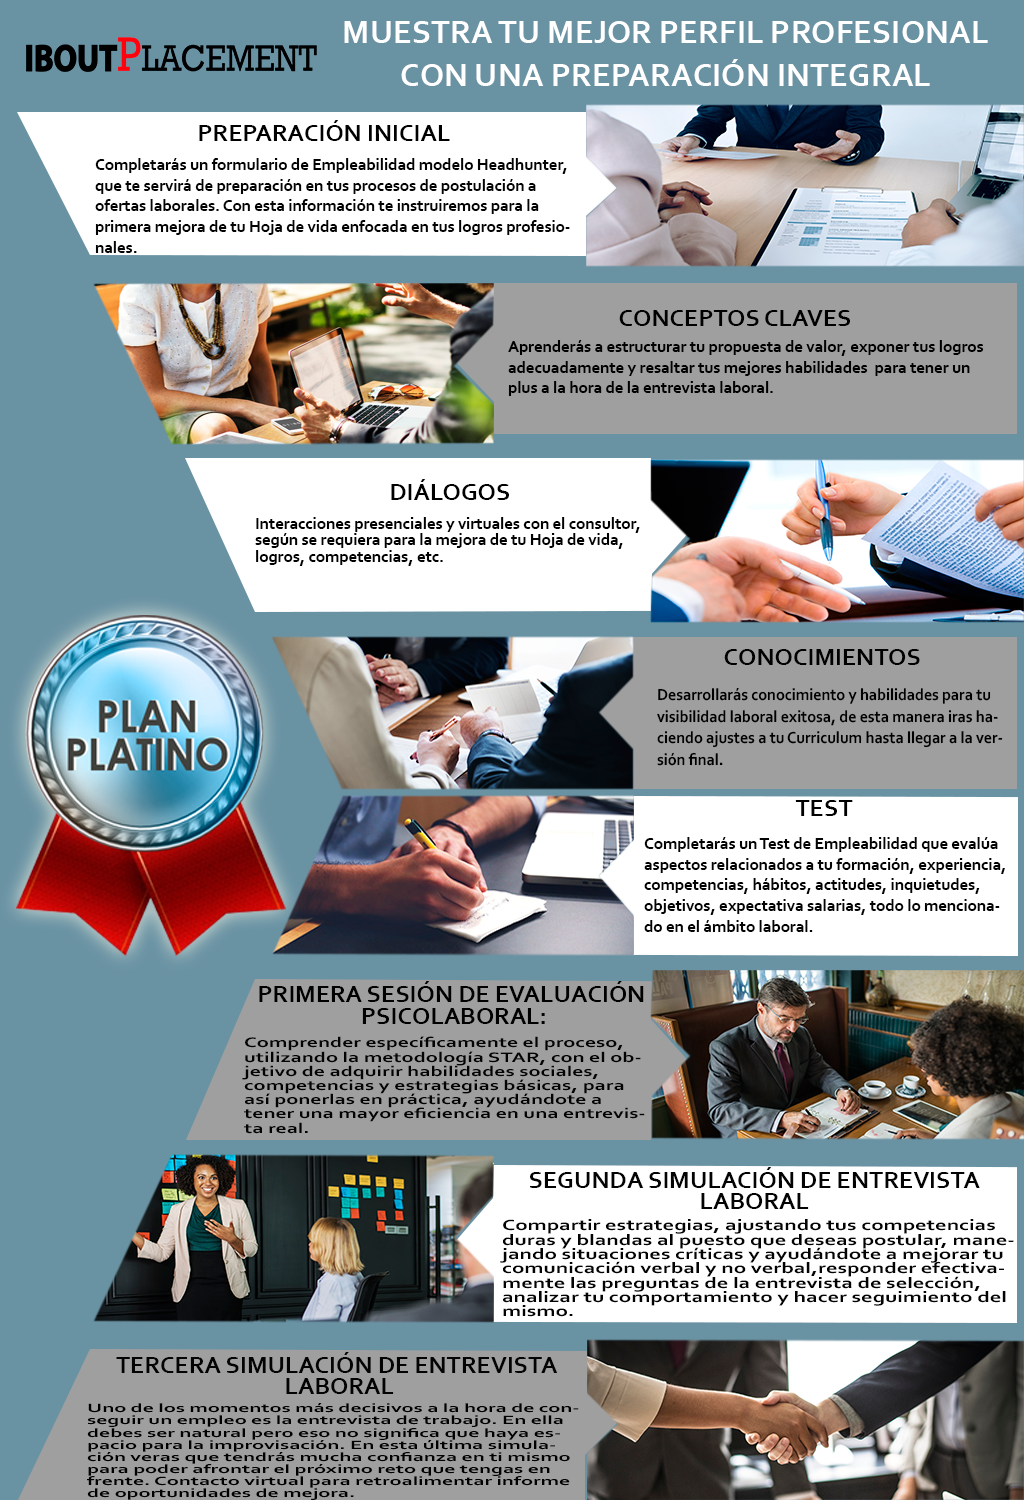 IBOUTPLACEMENT
MUESTRA TU MEJOR PERFIL PROFESIONAL
CON UNA PREPARACIÓN INTEGRAL
PREPARACIÓN INICIAL
Completarás un formulario de Empleabilidad modelo Headhunter,
que te servirá de preparación en tus procesos de postulación a
ofertas laborales. Con esta información te instruiremos para la
primera mejora de tu Hoja de vida enfocada en tus logros profesio-
nales.
CONCEPTOS CLAVES
Aprenderás a estructurar tu propuesta de valor, exponer tus logros
adecuadamente y resaltar tus mejores habilidades para tener un
plus a la hora de la entrevista laboral.
DIÁLOGOS
Interacciones presenciales y virtuales con el consultor,
según se requiera para la mejora de tu Hoja de vida,
logros, competencias, etc.
PLAN
PLATINO
CONOCIMIENTOS
Desarrollarás conocimiento y habilidades para tu
visibilidad laboral exitosa, de esta manera iras ha-
ciendo ajustes a tu Curriculum hasta llegar a la ver-
sión final.
TEST
Completarás un Test de Empleabilidad que evalúa
aspectos relacionados a tu formación, experiencia,
competencias, hábitos, actitudes, inquietudes,
objetivos, expectativa salarias, todo lo menciona-
do en el ámbito laboral.
PRIMERA SESIÓN DE EVALUACIÓN
PSICOLABORAL:
Comprender específicamente el proceso,
utilizando la metodología STAR, con el ob-
jetivo de adquirir habilidades sociales,
competencias y estrategias básicas, para
así ponerlas en práctica, ayudándote a
tener una mayor eficiencia en una entrevis-
ta real.
SEGUNDA SIMULACIÓN DE ENTREVISTA
LABORAL
Compartir estrategias, ajustando tus competencias
duras y blandas al puesto que deseas postular, mane-
jando situaciones críticas y ayudándote a mejorar tu
comunicación verbal y no verbal,responder efectiva-
mente las preguntas de la entrevista de selección,
analizar tu comportamiento y hacer seguimiento del
mismo.
TERCERA SIMULACIÓN DE ENTREVISTA
LABORAL
Uno de los momentos más decisivos a la hora de con-
seguir un empleo es la entrevista de trabajo. En ella
debes ser natural pero eso no significa que haya es-
pacio para la improvisación. En esta última simula-
ción veras que tendrás mucha confianza en ti mismo
para poder afrontar el próximo reto que tengas en
frente. Contacto virtual para retroalimentar informe
de oportunidades de mejora.